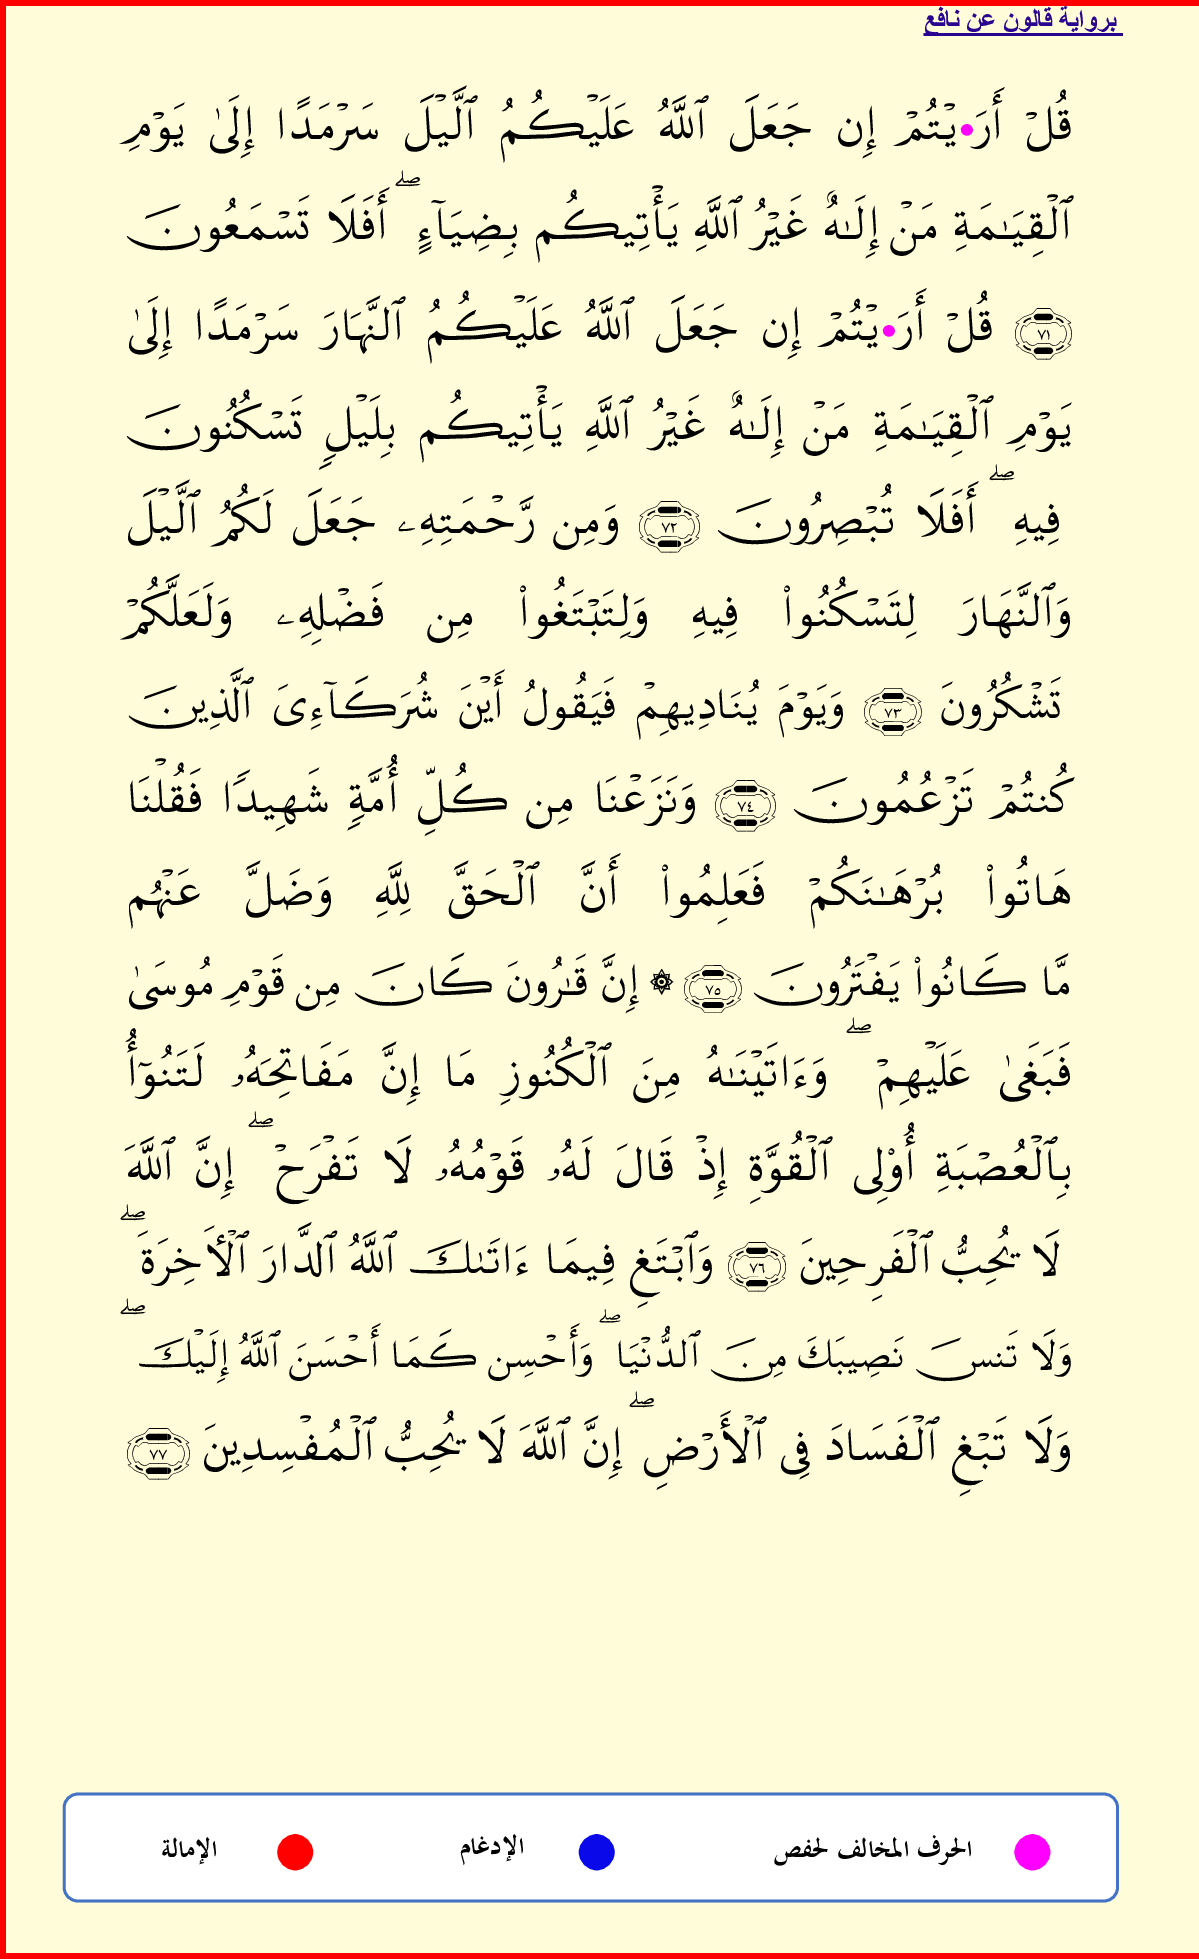 برواية قالون عن نافع
قُلۡ أَرَ•يۡتُمۡ إِن جَعَلَ ٱللَّهُ عَلَيۡكُمُ ٱلَّيۡلَ سَرۡمَدًا إِلَىٰ يَوۡمِ
ٱلۡقِيَٰمَةِ مَنۡ إِلَٰهٌ غَيۡرُ ٱللَّهِ يَأۡتِيكُم بِضِيَآءٍۖ أَفَلَا تَسۡمَعُونَ
٧١ قُلۡ أَرَ•يۡتُمۡ إِن جَعَلَ ٱللَّهُ عَلَيۡكُمُ ٱلنَّهَارَ سَرۡمَدًا إِلَىٰ
يَوۡمِ ٱلۡقِيَٰمَةِ مَنۡ إِلَٰهٌ غَيۡرُ ٱللَّهِ يَأۡتِيكُم بِلَيۡلٖ تَسۡكُنُونَ
فِيهِۖ أَفَلَا تُبۡصِرُونَ ٧٢ وَمِن رَّحۡمَتِهِۦ جَعَلَ لَكُمُ ٱلَّيۡلَ
وَٱلنَّهَارَ لِتَسۡكُنُواْ فِيهِ وَلِتَبۡتَغُواْ مِن فَضۡلِهِۦ وَلَعَلَّكُمۡ
تَشۡكُرُونَ ٧٣ وَيَوۡمَ يُنَادِيهِمۡ فَيَقُولُ أَيۡنَ شُرَكَآءِىَ ٱلَّذِينَ
كُنتُمۡ تَزۡعُمُونَ ٧٤ وَنَزَعۡنَا مِن كُلِّ أُمَّةٖ شَهِيدًا فَقُلۡنَا
هَاتُواْ بُرۡهَٰنَكُمۡ فَعَلِمُواْ أَنَّ ٱلۡحَقَّ لِلَّهِ وَضَلَّ عَنۡهُم
مَّا كَانُواْ يَفۡتَرُونَ ٧٥ ۞ إِنَّ قَٰرُونَ كَانَ مِن قَوۡمِ مُوسَىٰ
فَبَغَىٰ عَلَيۡهِمۡۖ وَءَاتَيۡنَٰهُ مِنَ ٱلۡكُنُوزِ مَا إِنَّ مَفَاتِحَهُۥ لَتَنُوٓأُ
بِٱلۡعُصۡبَةِ أُوْلِى ٱلۡقُوَّةِ إِذۡ قَالَ لَهُۥ قَوۡمُهُۥ لَا تَفۡرَحۡۖ إِنَّ ٱللَّهَ
لَا يُحِبُّ ٱلۡفَرِحِينَ ٧٦ وَٱبۡتَغِ فِيمَا ءَاتَىٰكَ ٱللَّهُ ٱلدَّارَ ٱلۡأَخِرَةَۖ
وَلَا تَنسَ نَصِيبَكَ مِنَ ٱلدُّنۡيَاۖ وَأَحۡسِن كَمَا أَحۡسَنَ ٱللَّهُ إِلَيۡكَۖ
وَلَا تَبۡغِ ٱلۡفَسَادَ فِى ٱلۡأَرۡضِۖ إِنَّ ٱللَّهَ لَا يُحِبُّ ٱلۡمُفۡسِدِينَ ٧٧
الحرف المخالف لحفص الإدغام الإمالة